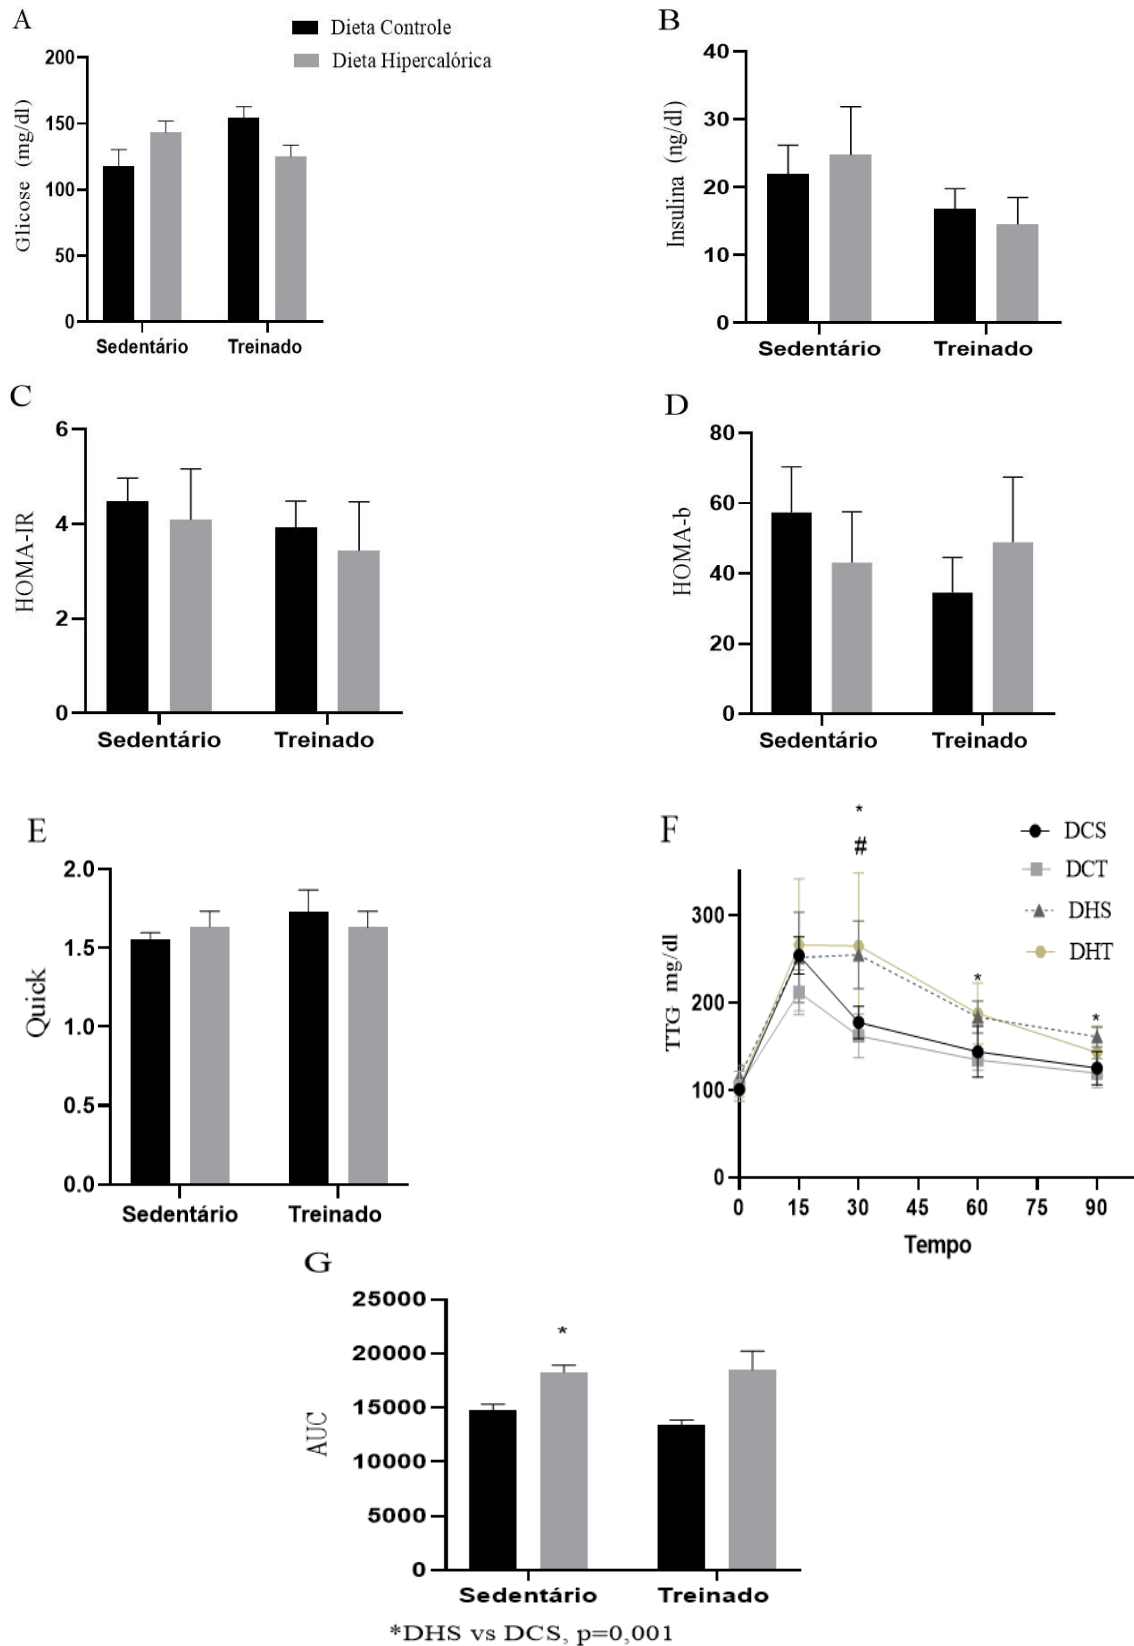 A
Dieta Controle
Dieta Hipercalórica
Glicose (mg/dl)
200
150
100
50
0
Sedentário Treinado
B
Insulina (ng/dl)
40
30
20
10
0
Sedentário Treinado
C
HOMA-IR
6
4
2
0
Sedentário Treinado
D
HOMA-b
80
60
40
20
0
Sedentário Treinado
E
Quick
2.0
1.5
1.0
0.5
0.0
Sedentário Treinado
F
*
#
*
*
DCS
DCT
DHS
DHT
TTG mg/dl
300
200
100
0
0 15 30 45 60 75 90
Tempo
G
AUC
25000
20000
15000
10000
5000
0
*
Sedentário Treinado
*DHS vs DCS, p=0,001